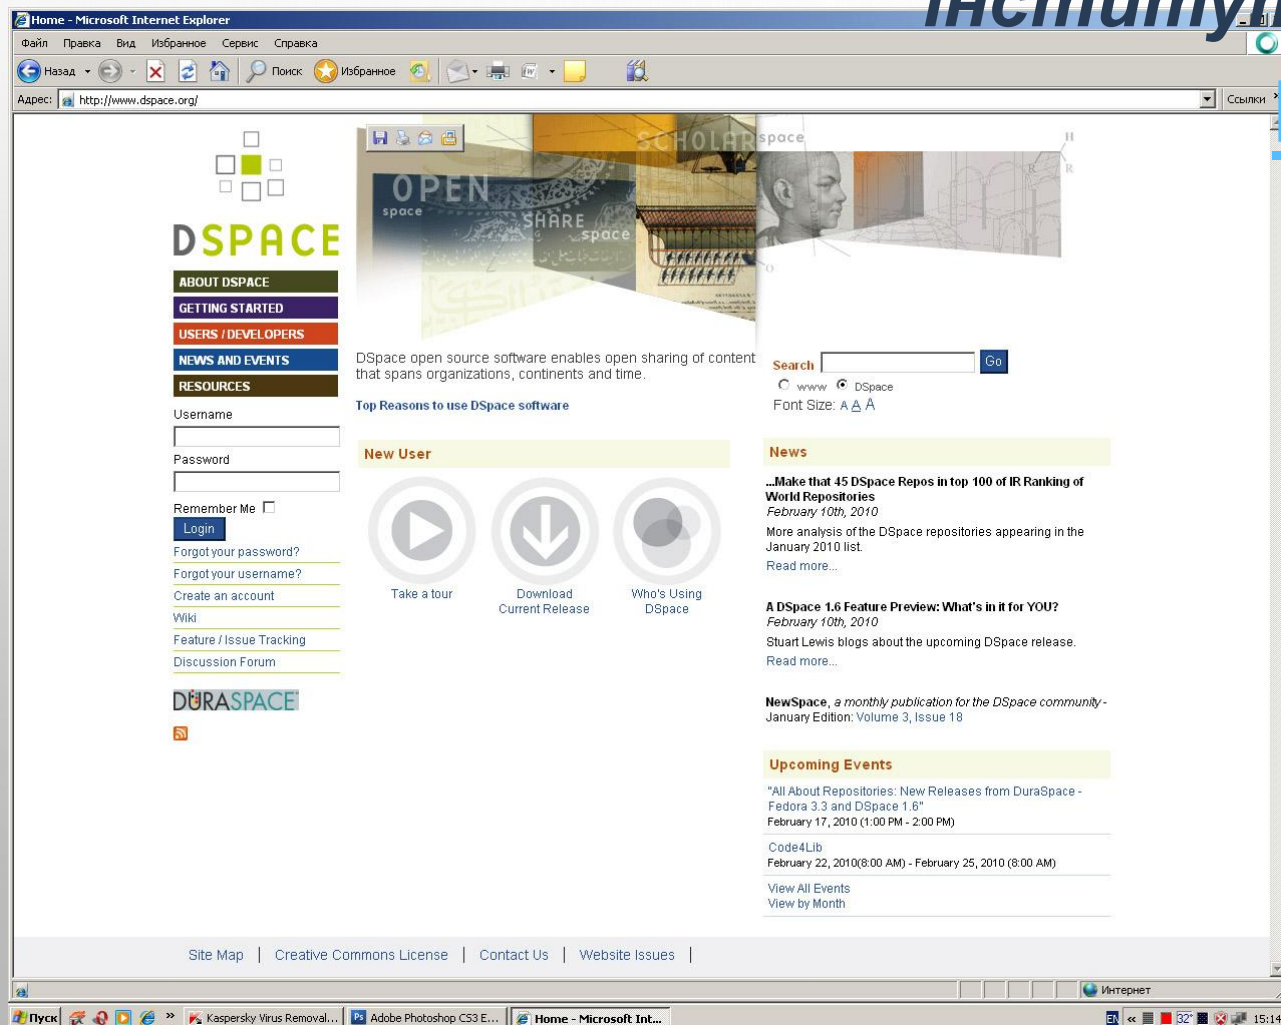 Інститут
Home - Microsoft Internet Explorer
Файл Правка Вид Избранное Сервис Справка
Назад Поиск Избранное
Адрес: http://www.dspace.org/ Ссылки
DSPACE
ABOUT DSPACE
GETTING STARTED
USERS / DEVELOPERS
NEWS AND EVENTS
RESOURCES
Username
Password
Remember Me
Login
Forgot your password?
Forgot your username?
Create an account
Wiki
Feature / Issue Tracking
Discussion Forum
DURASPACE
SCHOLAR space
OPEN
space
SHARE
space
H
R R
O
DSpace open source software enables open sharing of content
that spans organizations, continents and time.
Top Reasons to use DSpace software
New User
Take a tour
Download
Current Release
Who's Using
DSpace
Search Go
www DSpace
Font Size: A A A
News
...Make that 45 DSpace Repos in top 100 of IR Ranking of
World Repositories
February 10th, 2010
More analysis of the DSpace repositories appearing in the
January 2010 list.
Read more...
A DSpace 1.6 Feature Preview: What's in it for YOU?
February 10th, 2010
Stuart Lewis blogs about the upcoming DSpace release.
Read more...
NewSpace, a monthly publication for the DSpace community -
January Edition: Volume 3, Issue 18
Upcoming Events
"All About Repositories: New Releases from DuraSpace -
Fedora 3.3 and DSpace 1.6"
February 17, 2010 (1:00 PM - 2:00 PM)
Code4Lib
February 22, 2010(8:00 AM) - February 25, 2010 (8:00 AM)
View All Events
View by Month
Site Map | Creative Commons License | Contact Us | Website Issues |
Интернет
Пуск » Kaspersky Virus Removal... Adobe Photoshop CS3 E... Home - Microsoft Int... EN « 32° 15:14